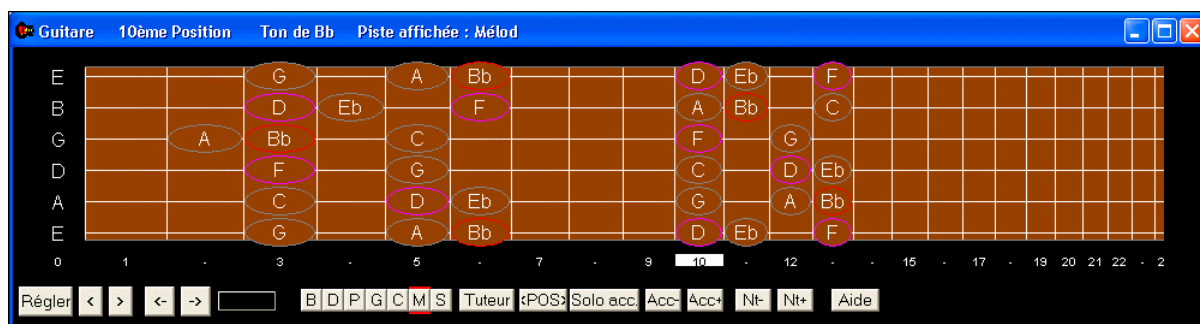 Guitare 10ème Position Ton de Bb Piste affichée : Mélod
E G A Bb D Eb F
B D Eb F A Bb C
G A Bb C F G
D F G C D Eb
A C D Eb G A Bb
E G A Bb D Eb F
0 1 - 3 - 5 - 7 - 9 10 - 12 - - 15 - 17 - 19 20 21 22 - 2
Régler < > <- -> B D P G C M S Tuteur <POS> Solo acc. Acc- Acc+ Nt- Nt+ Aide